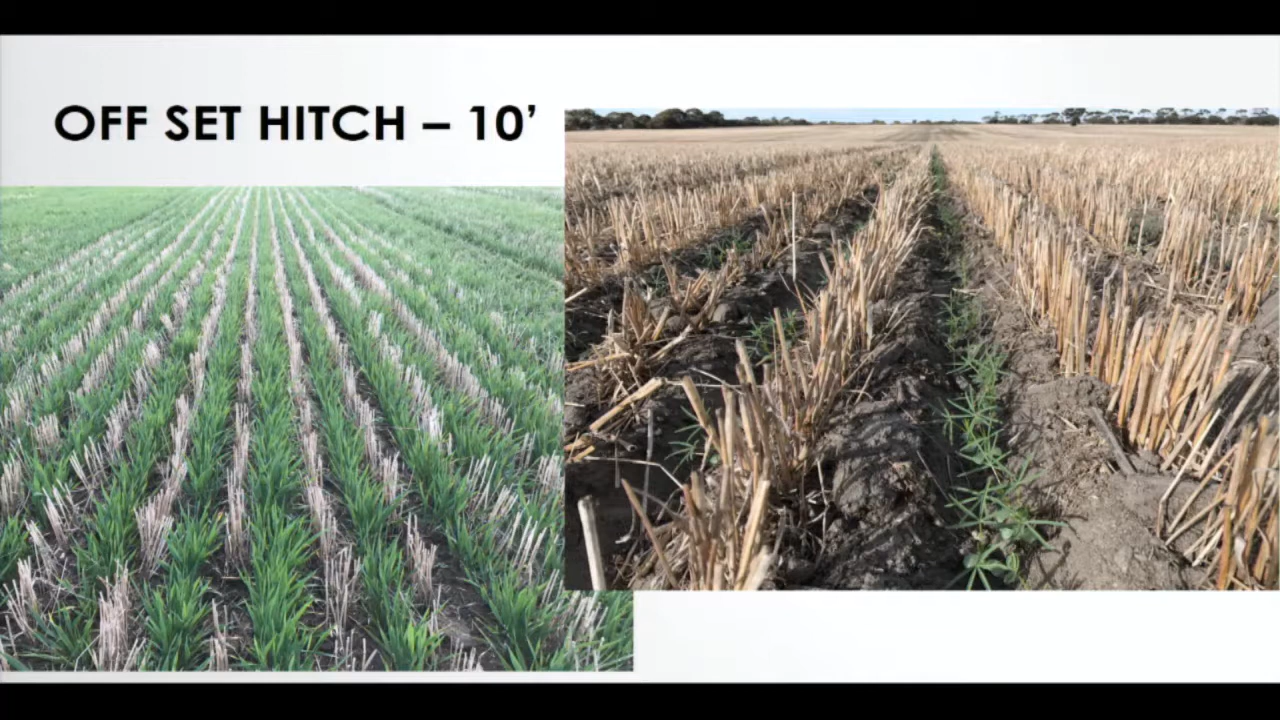 OFF SET HITCH – 10’